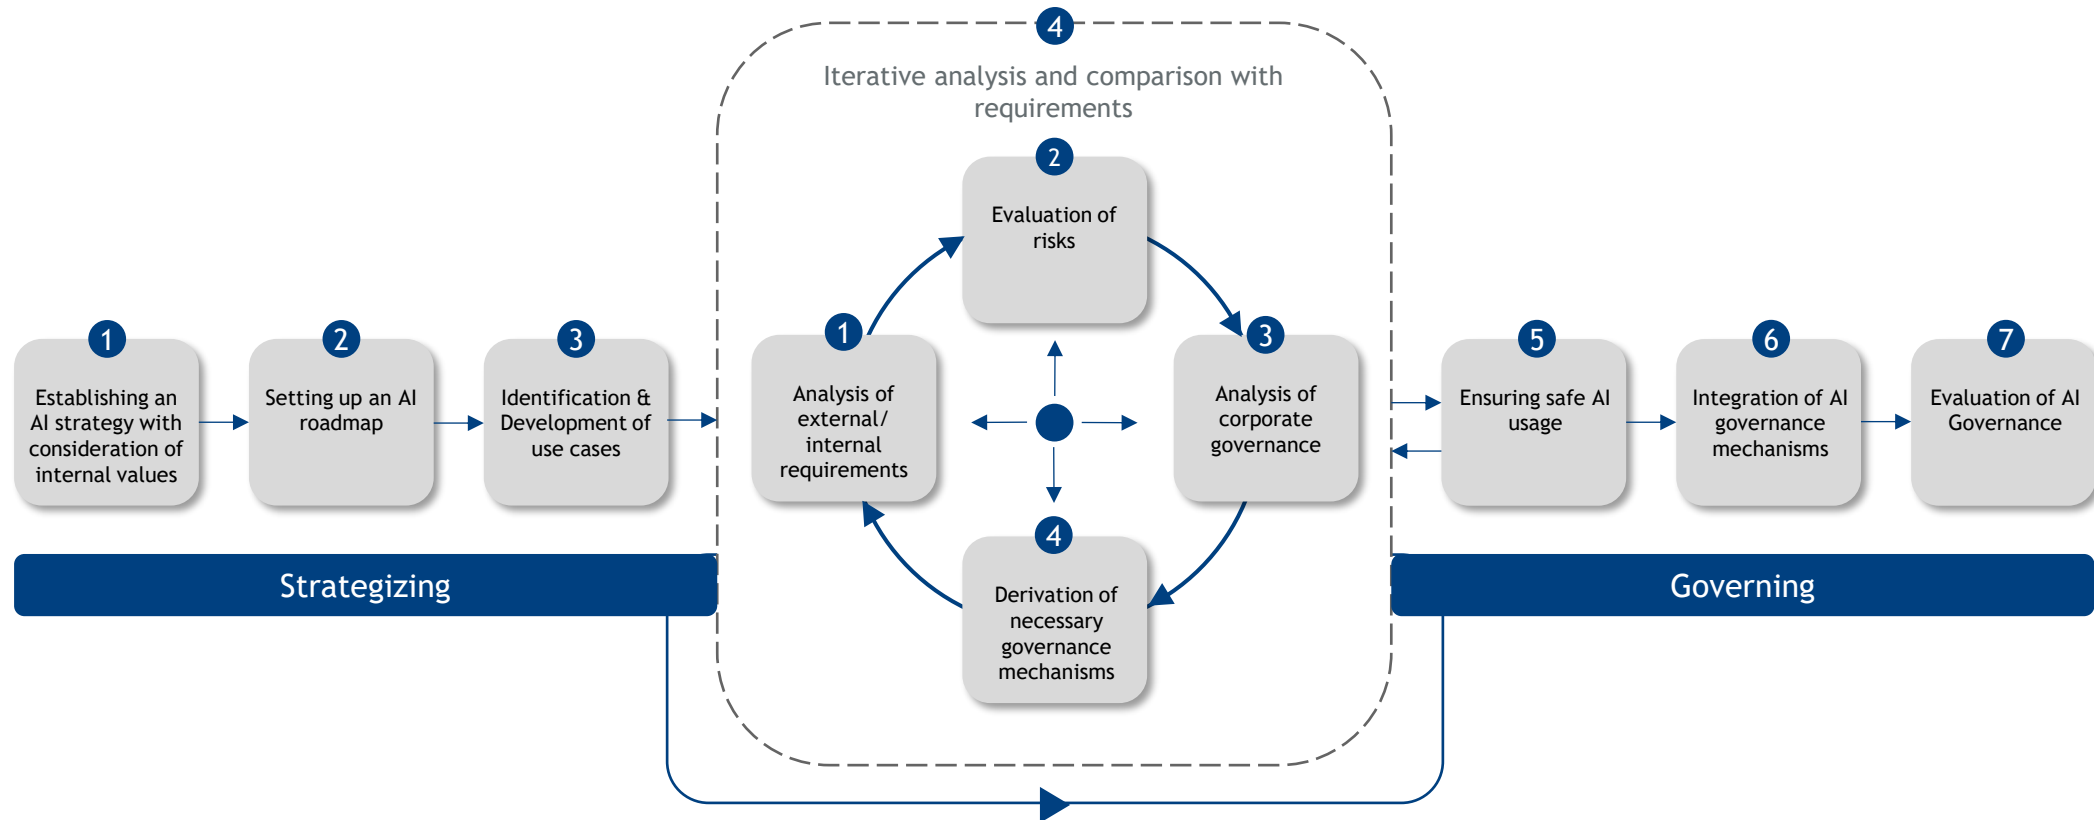 4
Iterative analysis and comparison with
requirements
1
Establishing an
AI strategy with
consideration of
internal values
2
Setting up an AI
roadmap
3
Identification &
Development of
use cases
1
Analysis of
external/
internal
requirements
2
Evaluation of
risks
3
Analysis of
corporate
governance
4
Derivation of
necessary
governance
mechanisms
5
Ensuring safe AI
usage
6
Integration of AI
governance
mechanisms
7
Evaluation of AI
Governance
Strategizing
Governing